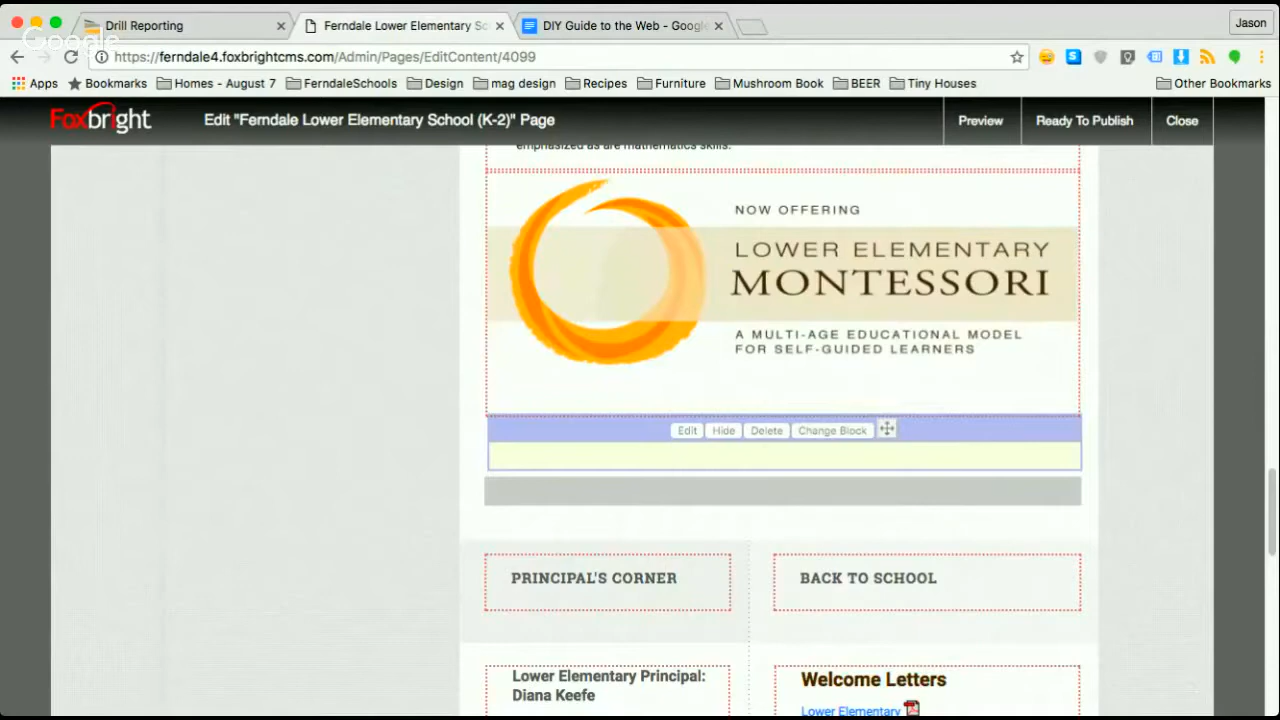 Drill Reporting
Ferndale Lower Elementary Sc
DIY Guide to the Web - Google
Jason
Google
https://ferndale4.foxbrightcms.com/Admin/Pages/EditContent/4099
Apps
Bookmarks
Homes - August 7
FerndaleSchools
Design
mag design
Recipes
Furniture
Mushroom Book
BEER
Tiny Houses
Other Bookmarks
Foxbright
Edit "Ferndale Lower Elementary School (K-2)" Page
Preview
Ready To Publish
Close
emphasized as are mathematics skills.
NOW OFFERING
LOWER ELEMENTARY
MONTESSORI
A MULTI-AGE EDUCATIONAL MODEL
FOR SELF-GUIDED LEARNERS
Edit
Hide
Delete
Change Block
PRINCIPAL'S CORNER
BACK TO SCHOOL
Lower Elementary Principal:
Diana Keefe
Welcome Letters
Lower Elementary